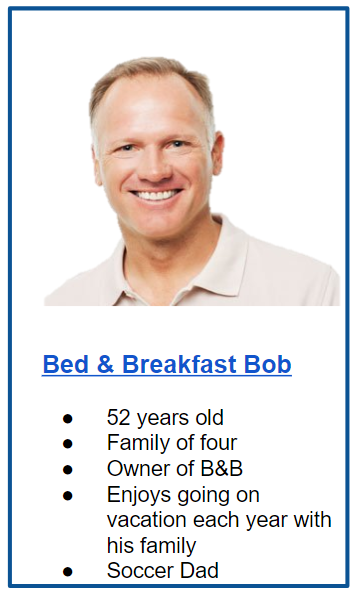 Bed & Breakfast Bob
● 52 years old
● Family of four
● Owner of B&B
● Enjoys going on
vacation each year with
his family
● Soccer Dad